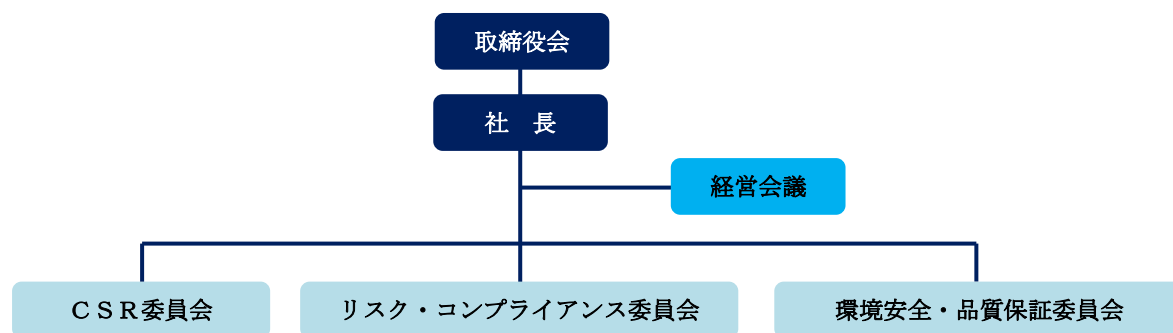 取締役会
社　長
経営会議
ＣＳＲ委員会
リスク・コンプライアンス委員会
環境安全・品質保証委員会